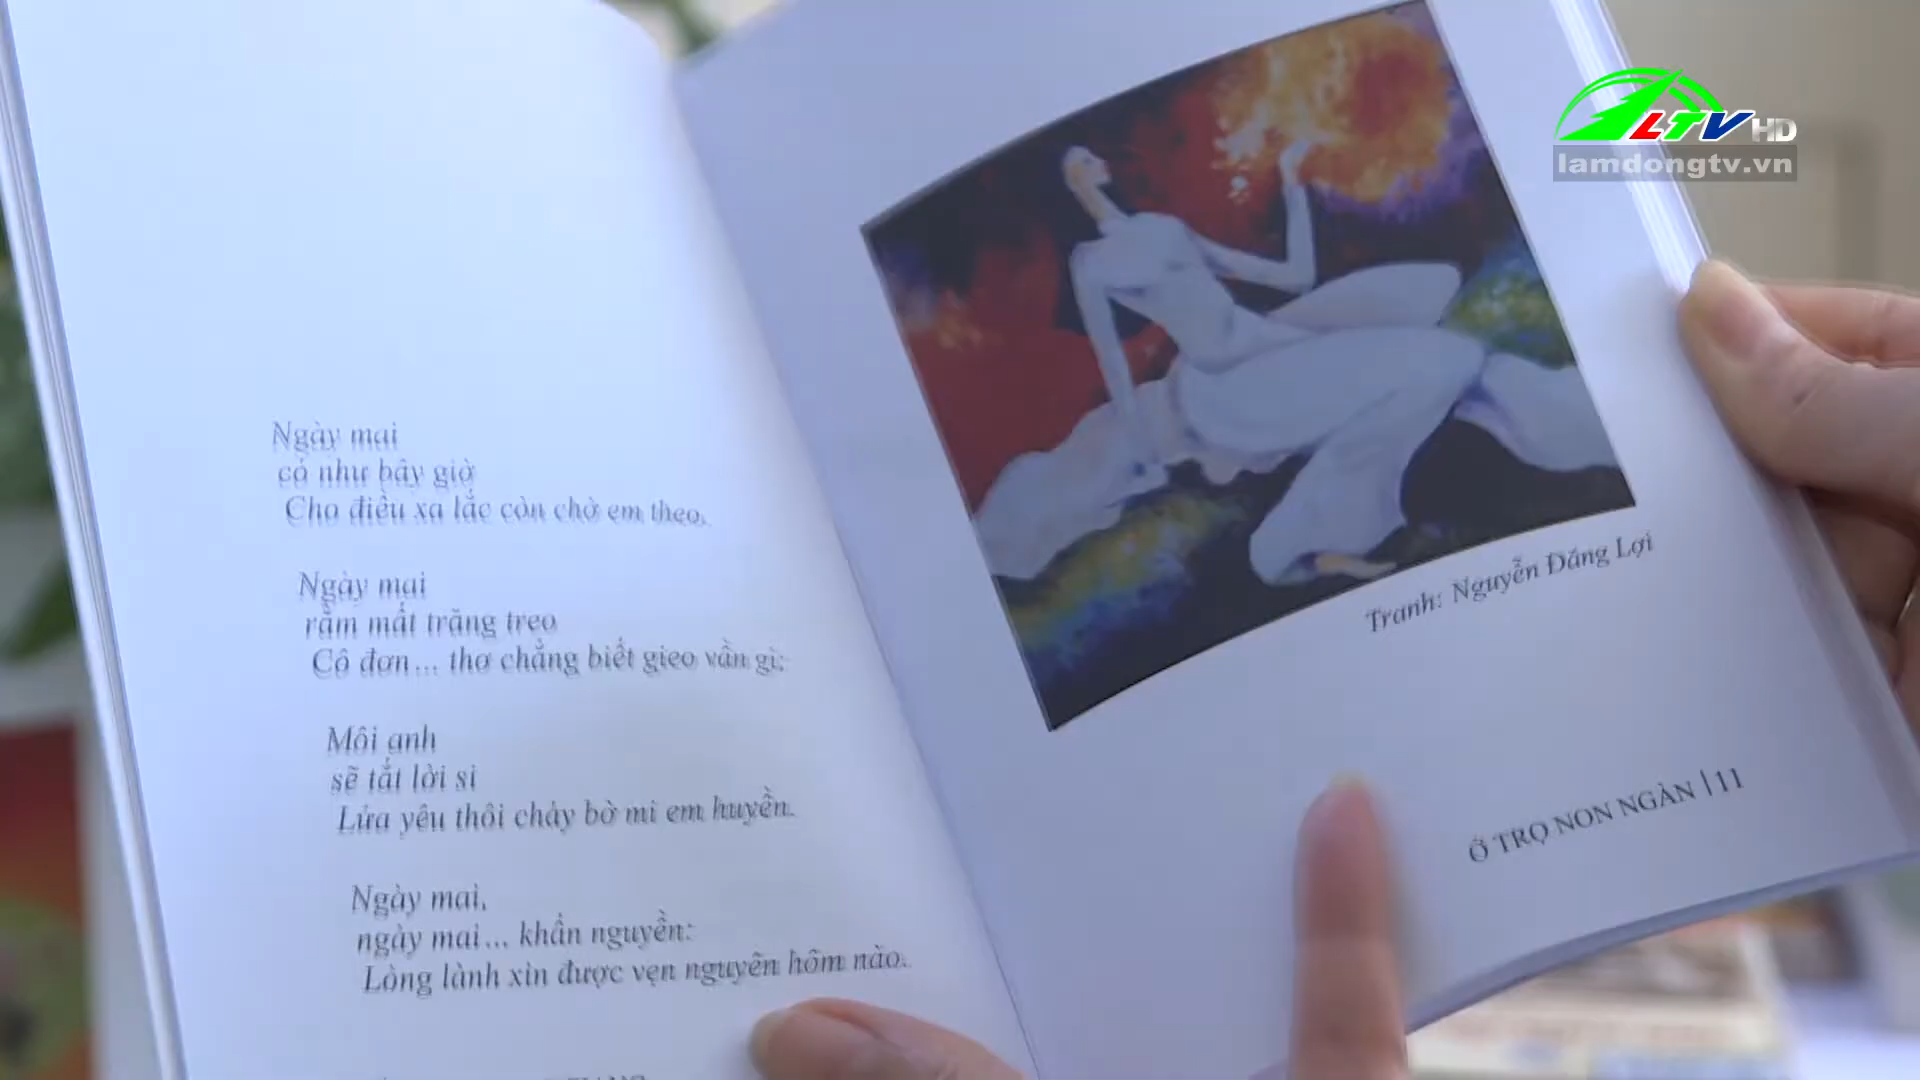 Ngày mai
có như bây giờ
Cho điều xa lắc còn chờ em theo.
Ngày mai
rằm mất trăng treo
Cô đơn... thơ chẳng biết gieo vần gì;
Môi anh
sẽ tắt lời si
Lửa yêu thôi cháy bờ mi em huyền.
Ngày mai,
ngày mai... khẩn nguyền:
Lòng lành xin được vẹn nguyên hôm nào.
Tranh: Nguyễn Đăng Lợi
Ở TRỌ NON NGÀN | 11
LTV HD
lamdongtv.vn